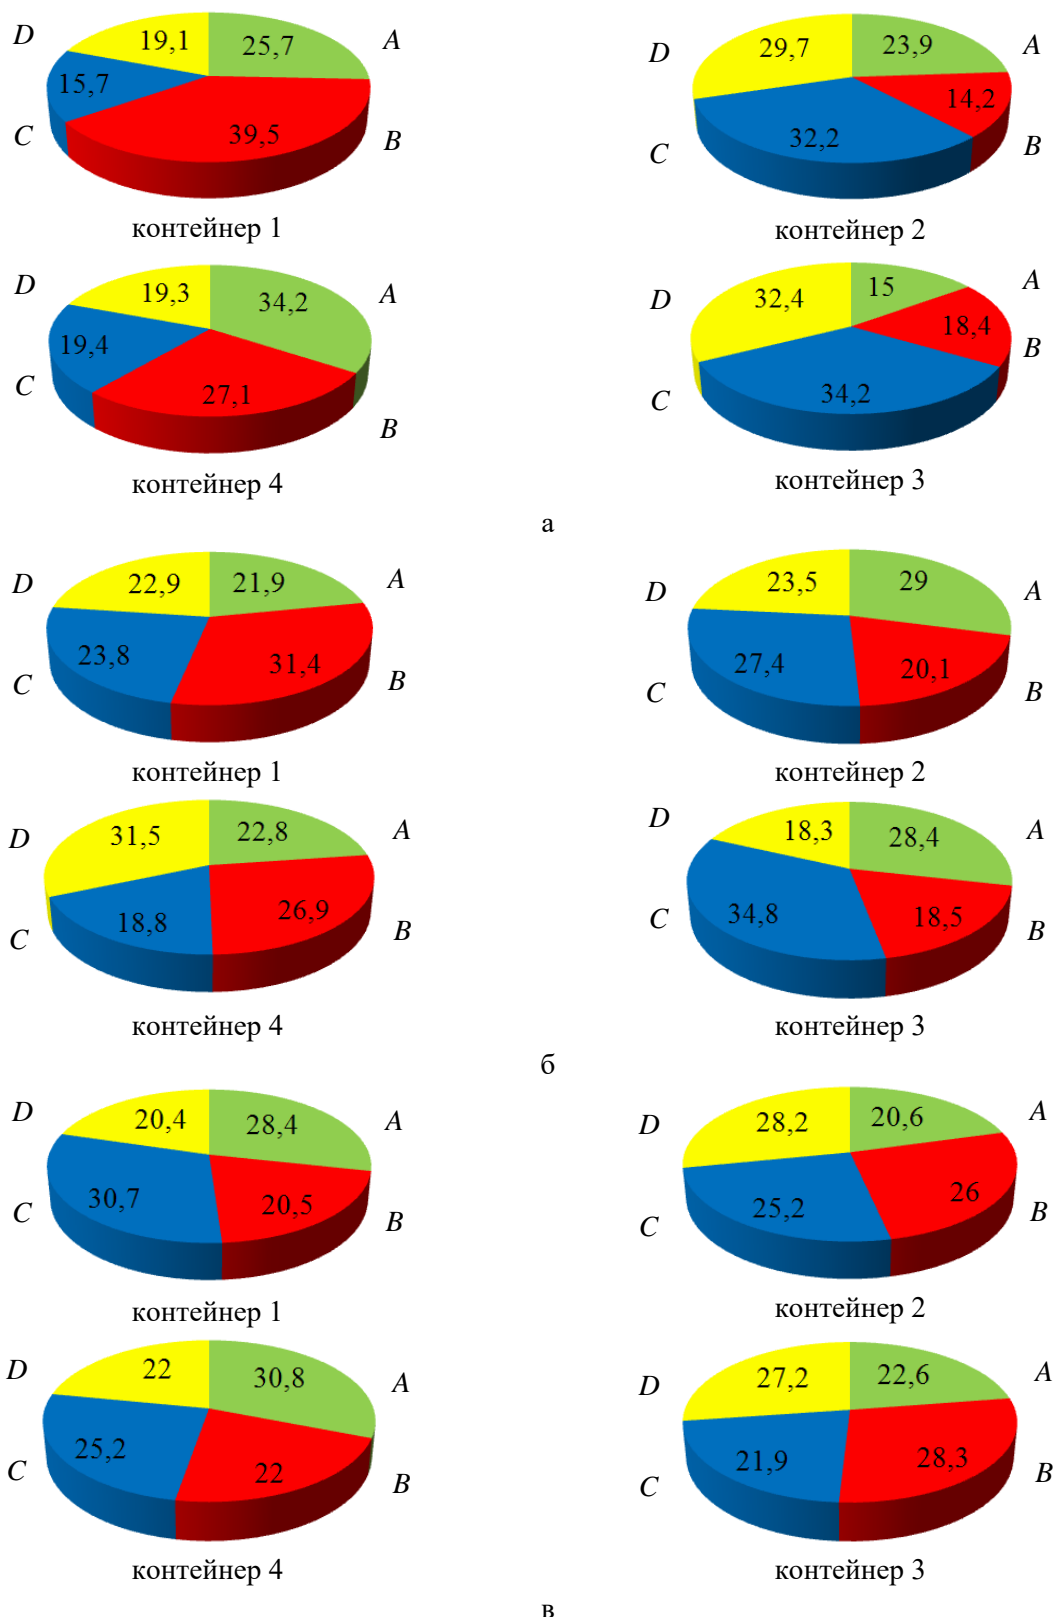 D 19,1 25,7 A
15,7
C 39,5 B
контейнер 1
D 29,7 23,9 A
14,2
C 32,2 B
контейнер 2
D 19,3 34,2 A
19,4
C 27,1 B
контейнер 4
D 32,4 15 A
18,4 B
C 34,2
контейнер 3
а
D 22,9 21,9 A
23,8 31,4
C B
контейнер 1
D 23,5 29 A
27,4 20,1
C B
контейнер 2
D 31,5 22,8 A
18,8 26,9
C B
контейнер 4
D 18,3 28,4 A
C 34,8 18,5 B
контейнер 3
б
D 20,4 28,4 A
30,7 20,5
C B
контейнер 1
D 28,2 20,6 A
25,2 26
C B
контейнер 2
D 22 30,8 A
25,2 22
C B
контейнер 4
D 27,2 22,6 A
21,9 28,3
C B
контейнер 3
в